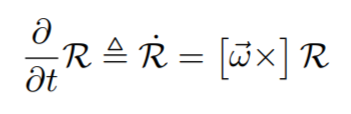 ∂/∂t ℛ ≜ ℛ̇ = [ω⃗×] ℛ